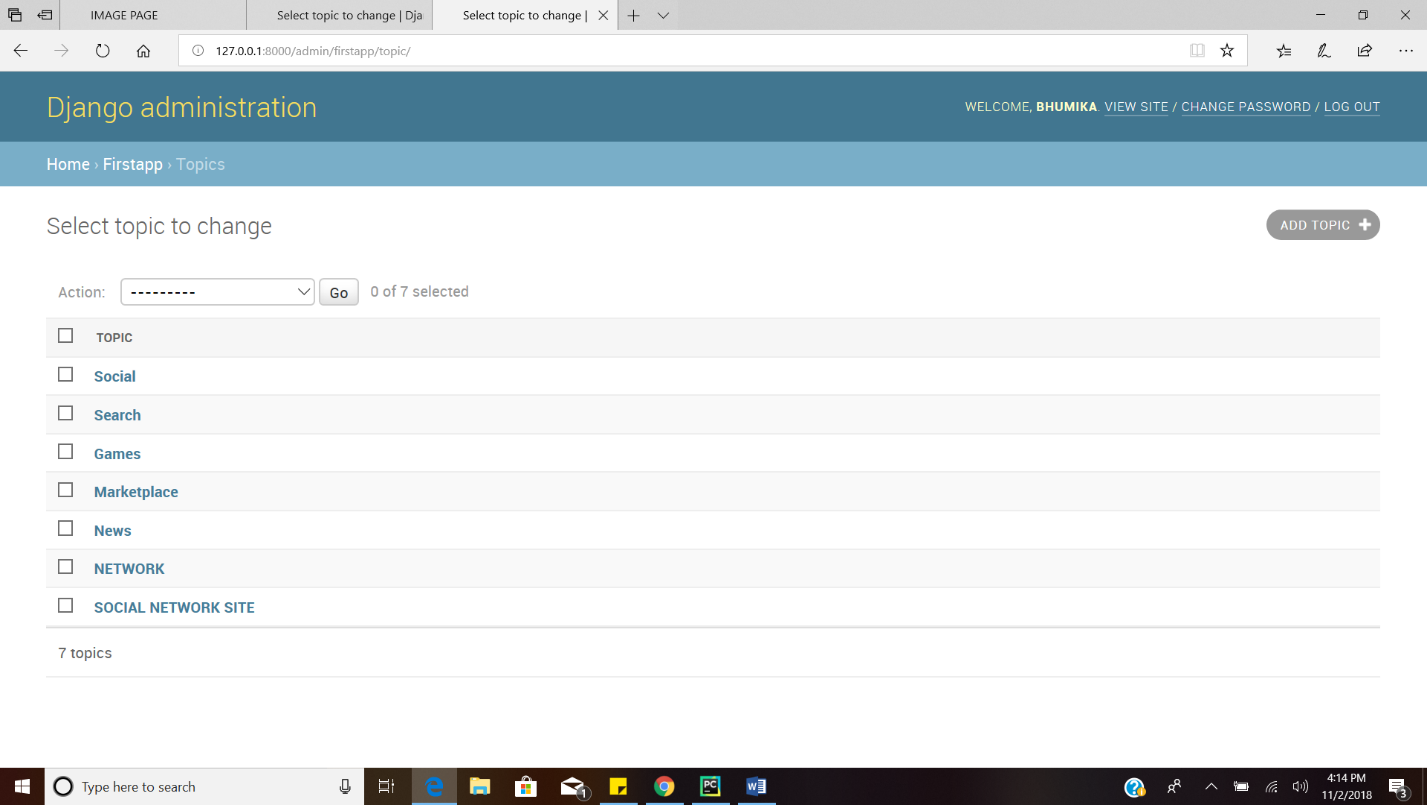 IMAGE PAGE
Select topic to change | Dja
Select topic to change |
127.0.0.1:8000/admin/firstapp/topic/
Django administration
WELCOME, BHUMIKA. VIEW SITE / CHANGE PASSWORD / LOG OUT
Home › Firstapp › Topics
Select topic to change
ADD TOPIC +
Action: --------- Go 0 of 7 selected
TOPIC
Social
Search
Games
Marketplace
News
NETWORK
SOCIAL NETWORK SITE
7 topics
Type here to search
1
PC
W
4:14 PM
11/2/2018
3